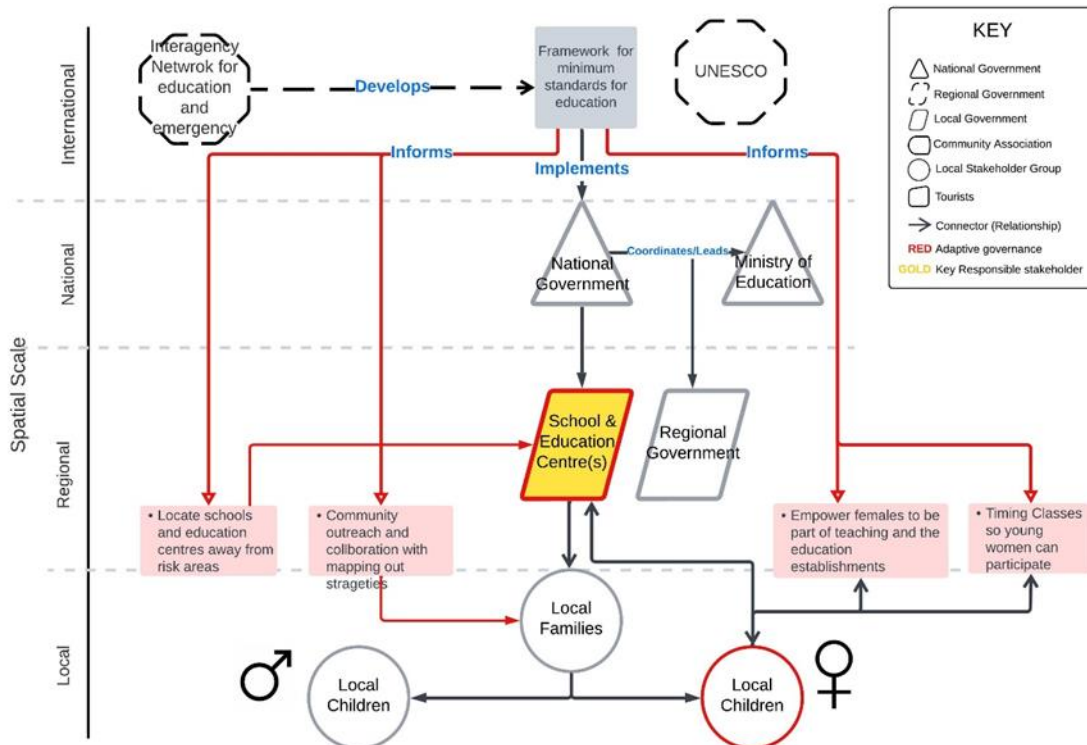 Interagency
Netwrok for
education
and
emergency
Develops
Framework for
minimum
standards for
education
UNESCO
KEY
National Government
Regional Government
Local Government
Community Association
Local Stakeholder Group
Tourists
Connector (Relationship)
RED Adaptive governance
GOLD Key Responsible stakeholder
International
Informs
Implements
Informs
National
National
Government
Coordinates/Leads
Ministry of
Education
Spatial Scale
Regional
School &
Education
Centre(s)
Regional
Government
• Locate schools
and education
centres away from
risk areas
• Community
outreach and
collboration with
mapping out
strageties
• Empower females to be
part of teaching and the
education
establishments
• Timing Classes
so young
women can
participate
Local
Local
Families
Local
Children
Local
Children